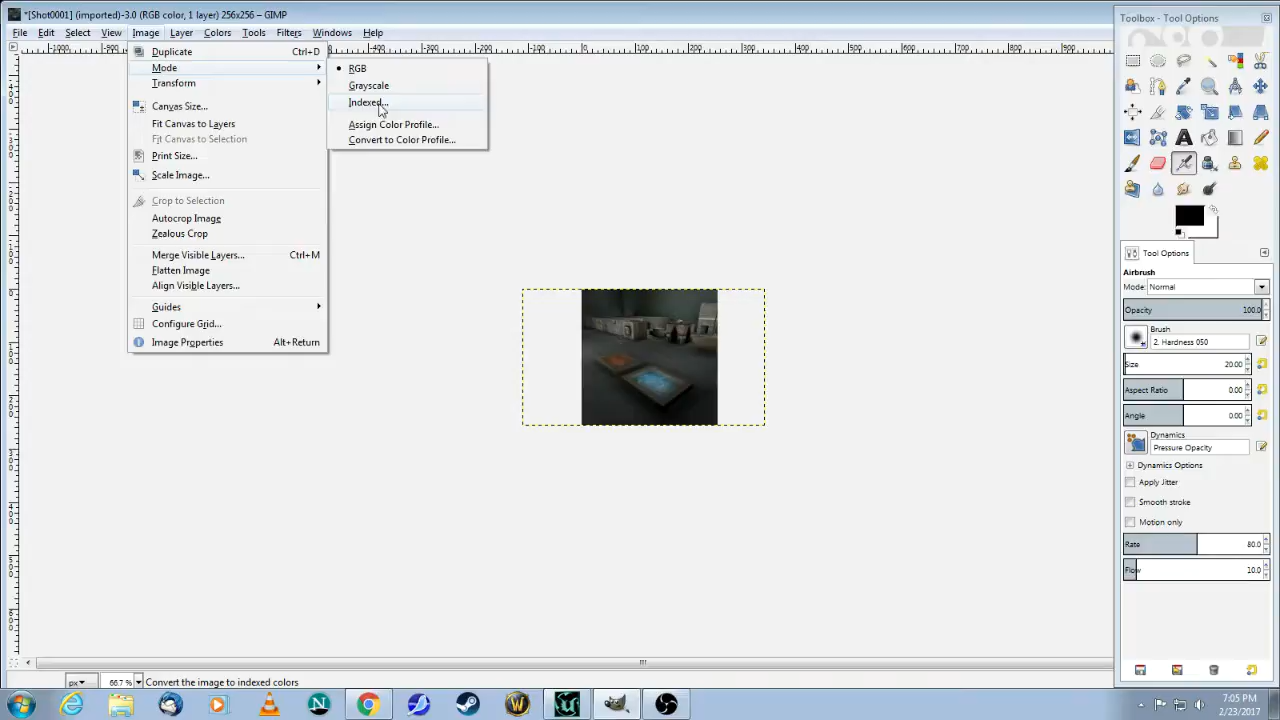 *[Shot0001] (imported)-3.0 (RGB color, 1 layer) 256x256 – GIMP
File Edit Select View Image Layer Colors Tools Filters Windows Help
Duplicate Ctrl+D
Mode
Transform
Canvas Size...
Fit Canvas to Layers
Fit Canvas to Selection
Print Size...
Scale Image...
Crop to Selection
Autocrop Image
Zealous Crop
Merge Visible Layers... Ctrl+M
Flatten Image
Align Visible Layers...
Guides
Configure Grid...
Image Properties Alt+Return
RGB
Grayscale
Indexed...
Assign Color Profile...
Convert to Color Profile...
Toolbox - Tool Options
Tool Options
Airbrush
Mode: Normal
Opacity 100.0
Brush
2. Hardness 050
Size 20.00
Aspect Ratio 0.00
Angle 0.00
Dynamics
Pressure Opacity
Dynamics Options
Apply Jitter
Smooth stroke
Motion only
Rate 80.0
Flow 10.0
px 66.7 % Convert the image to indexed colors
7:05 PM
2/23/2017